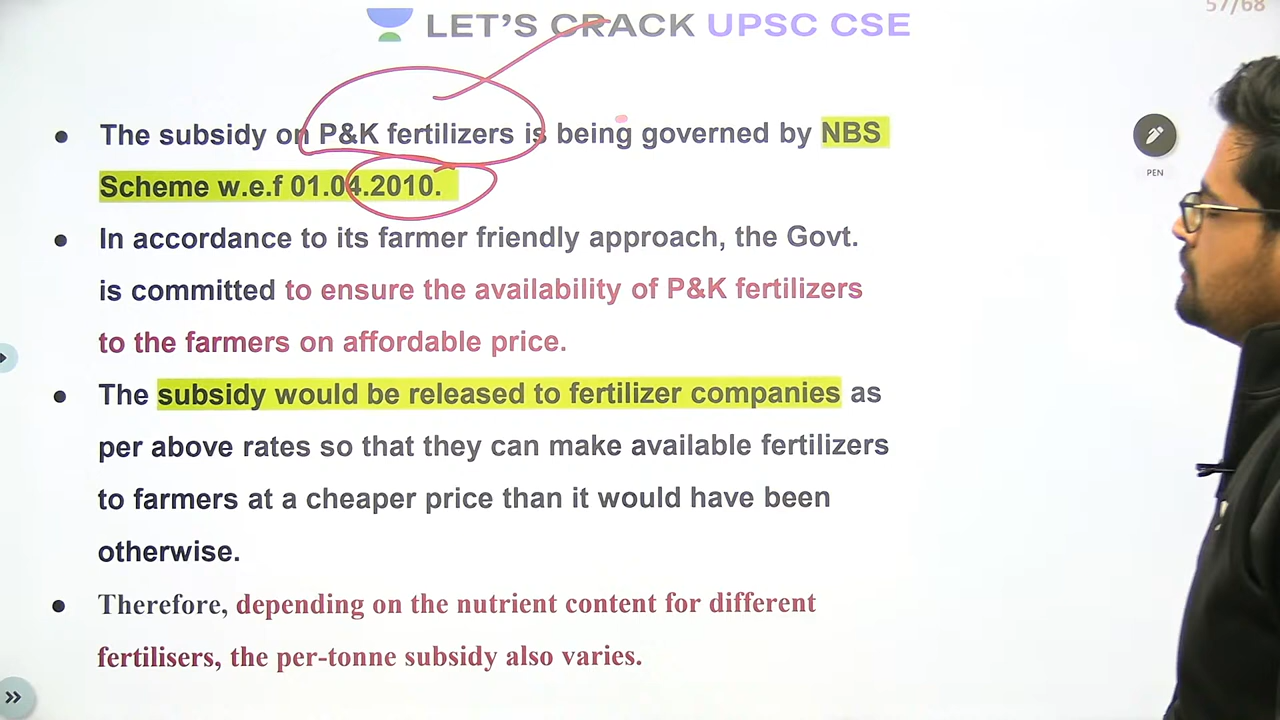 57/68
LET'S CRACK UPSC CSE
The subsidy on P&K fertilizers is being governed by NBS
Scheme w.e.f 01.04.2010.
PEN
In accordance to its farmer friendly approach, the Govt.
is committed to ensure the availability of P&K fertilizers
to the farmers on affordable price.
The subsidy would be released to fertilizer companies as
per above rates so that they can make available fertilizers
to farmers at a cheaper price than it would have been
otherwise.
Therefore, depending on the nutrient content for different
fertilisers, the per-tonne subsidy also varies.